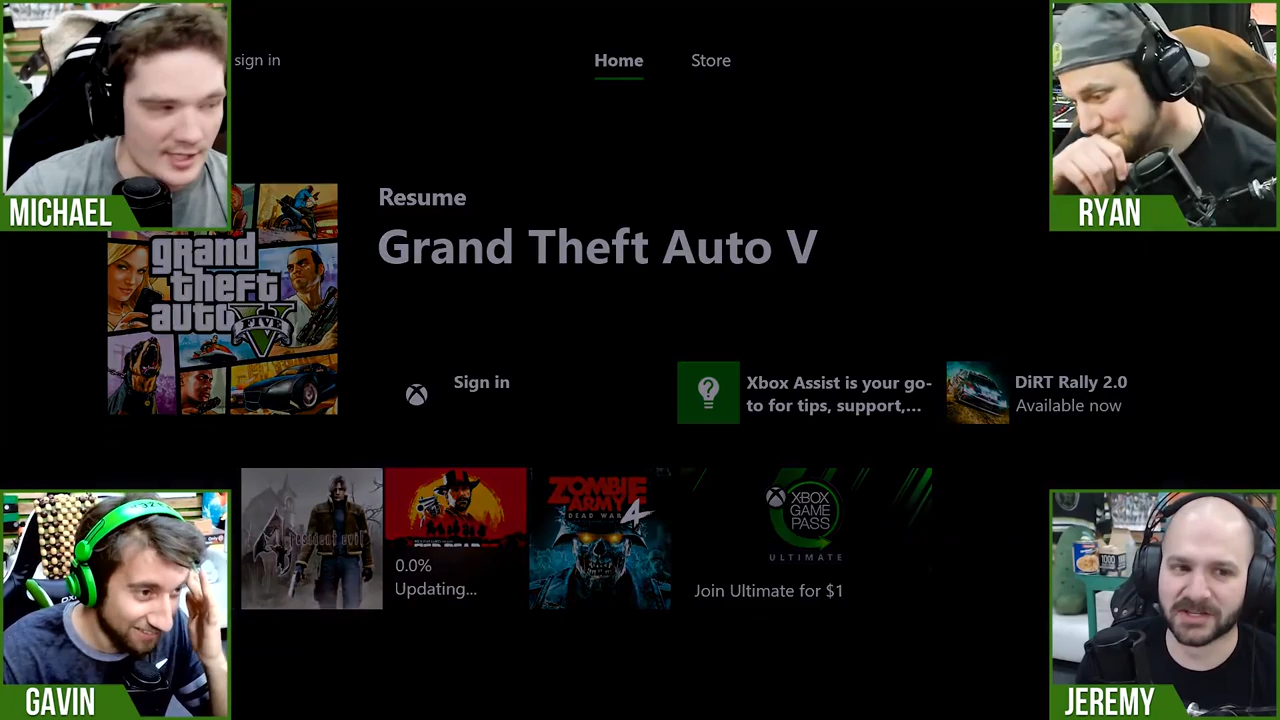 sign in
Home
Store
MICHAEL
RYAN
Resume
Grand Theft Auto V
grand
theft
auto
FIVE
Sign in
Xbox Assist is your go-
to for tips, support,...
DiRT Rally 2.0
Available now
resident evil
4
0.0%
Updating...
ZOMBIE
ARMY
4
DEAD WAR
XBOX
GAME
PASS
ULTIMATE
Join Ultimate for $1
GAVIN
JEREMY